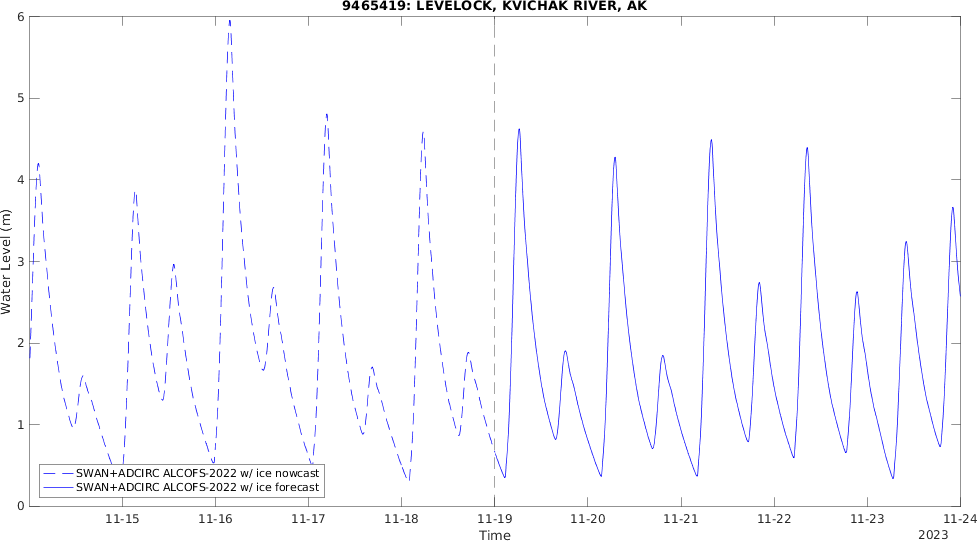 9465419: LEVELOCK, KVICHAK RIVER, AK
Water Level (m)
6
5
4
3
2
1
0
SWAN+ADCIRC ALCOFS-2022 w/ ice nowcast
SWAN+ADCIRC ALCOFS-2022 w/ ice forecast
11-15 11-16 11-17 11-18 11-19 11-20 11-21 11-22 11-23 11-24
Time
2023